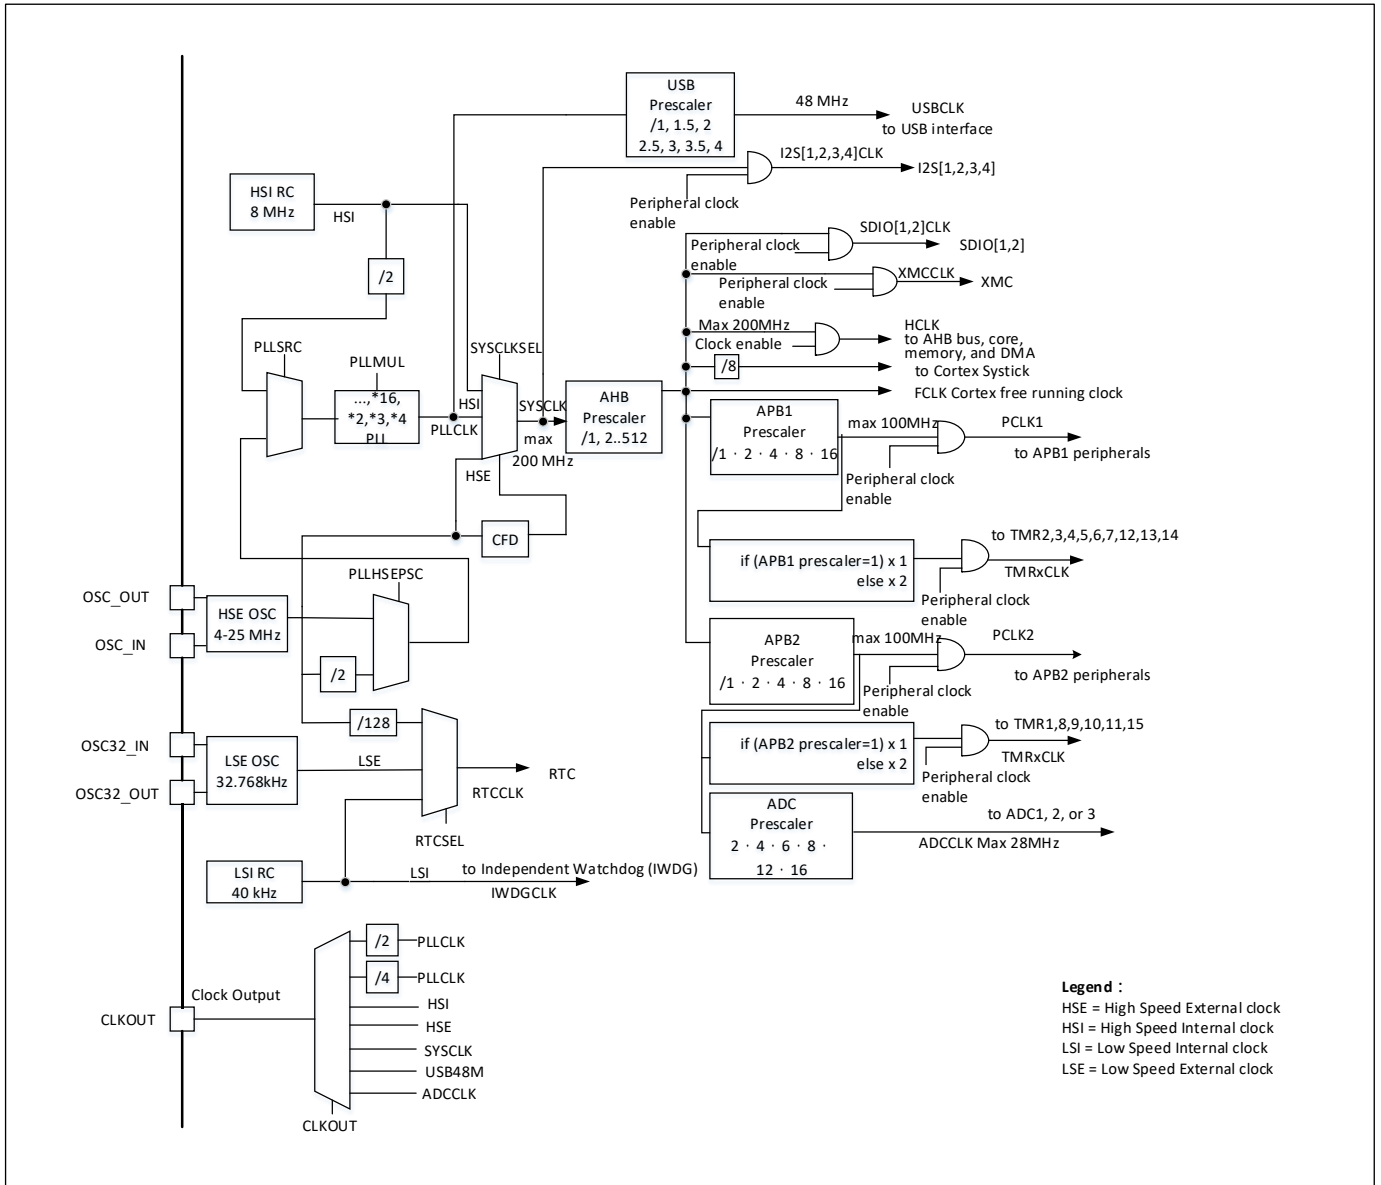 USB
Prescaler
/1, 1.5, 2
2.5, 3, 3.5, 4
48 MHz
USBCLK
to USB interface
I2S[1,2,3,4]CLK
I2S[1,2,3,4]
Peripheral clock
enable
HSI RC
8 MHz
HSI
/2
SDIO[1,2]CLK
SDIO[1,2]
Peripheral clock
enable
XMCCLK
XMC
Peripheral clock
enable
Max 200MHz
Clock enable
HCLK
to AHB bus, core,
memory, and DMA
/8
to Cortex Systick
FCLK Cortex free running clock
PLLSRC
PLLMUL
...,*16,
*2,*3,*4
PLL
PLLCLK
SYSCLKSEL
HSI
HSE
SYSCLK
max
200 MHz
AHB
Prescaler
/1, 2..512
APB1
Prescaler
/1 · 2 · 4 · 8 · 16
max 100MHz
PCLK1
to APB1 peripherals
Peripheral clock
enable
CFD
if (APB1 prescaler=1) x 1
else x 2
to TMR2,3,4,5,6,7,12,13,14
TMRxCLK
Peripheral clock
enable
PLLHSEPSC
OSC_OUT
OSC_IN
HSE OSC
4-25 MHz
/2
APB2
Prescaler
/1 · 2 · 4 · 8 · 16
max 100MHz
PCLK2
to APB2 peripherals
Peripheral clock
enable
/128
OSC32_IN
OSC32_OUT
LSE OSC
32.768kHz
LSE
RTC
RTCCLK
RTCSEL
if (APB2 prescaler=1) x 1
else x 2
to TMR1,8,9,10,11,15
TMRxCLK
Peripheral clock
enable
ADC
Prescaler
2 · 4 · 6 · 8 ·
12 · 16
to ADC1, 2, or 3
ADCCLK Max 28MHz
LSI RC
40 kHz
LSI
to Independent Watchdog (IWDG)
IWDGCLK
/2
PLLCLK
/4
PLLCLK
HSI
HSE
SYSCLK
USB48M
ADCCLK
Clock Output
CLKOUT
CLKOUT
Legend :
HSE = High Speed External clock
HSI = High Speed Internal clock
LSI = Low Speed Internal clock
LSE = Low Speed External clock